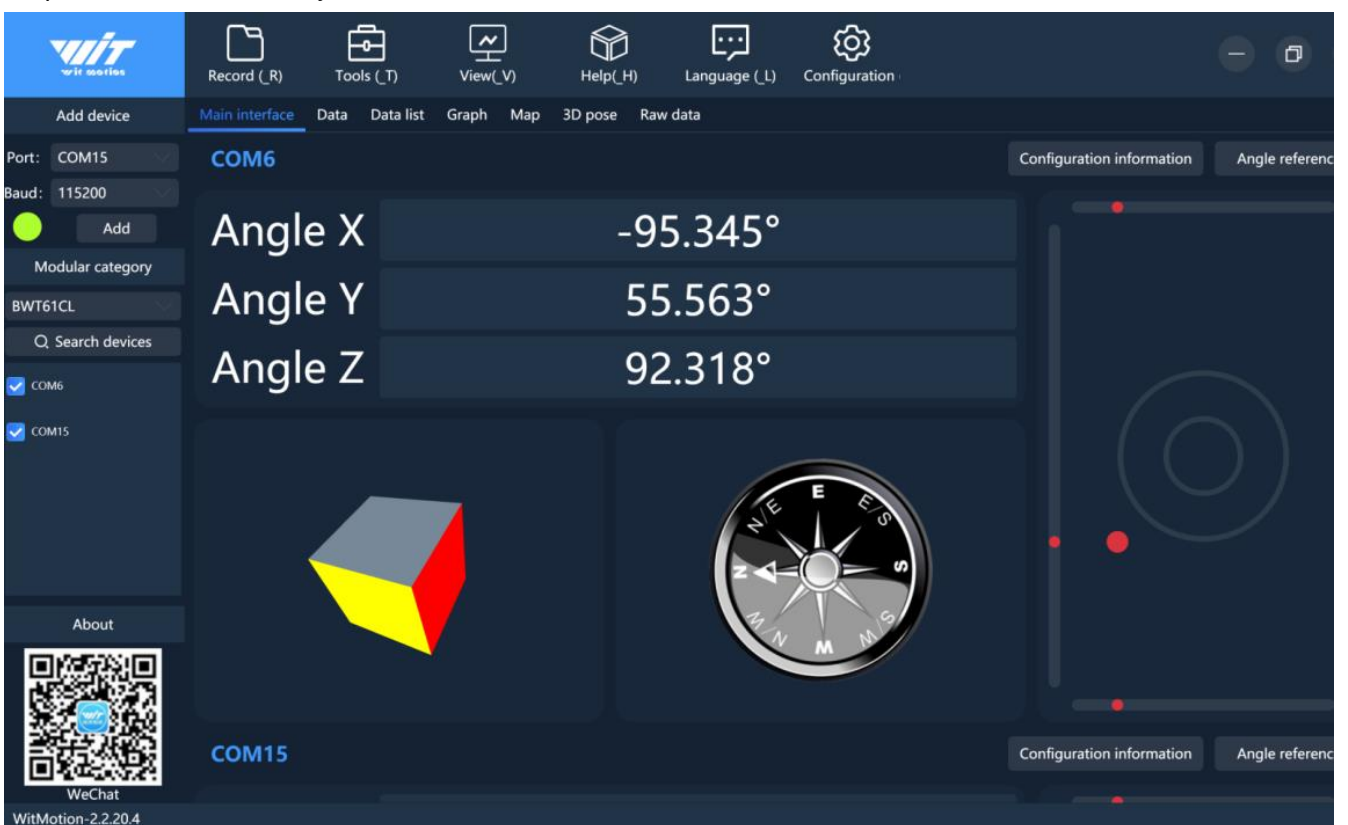 WiT
wit motion
Record (_R)
Tools (_T)
View(_V)
Help(_H)
Language (_L)
Configuration
Add device
Main interface
Data
Data list
Graph
Map
3D pose
Raw data
Port:
COM15
Baud:
115200
Add
Modular category
BWT61CL
Search devices
COM6
COM15
About
WeChat
WitMotion-2.2.20.4
COM6
Configuration information
Angle referenc
Angle X
-95.345°
Angle Y
55.563°
Angle Z
92.318°
E
E/S
S
S/W
W
W/N
N
N/E
COM15
Configuration information
Angle referenc